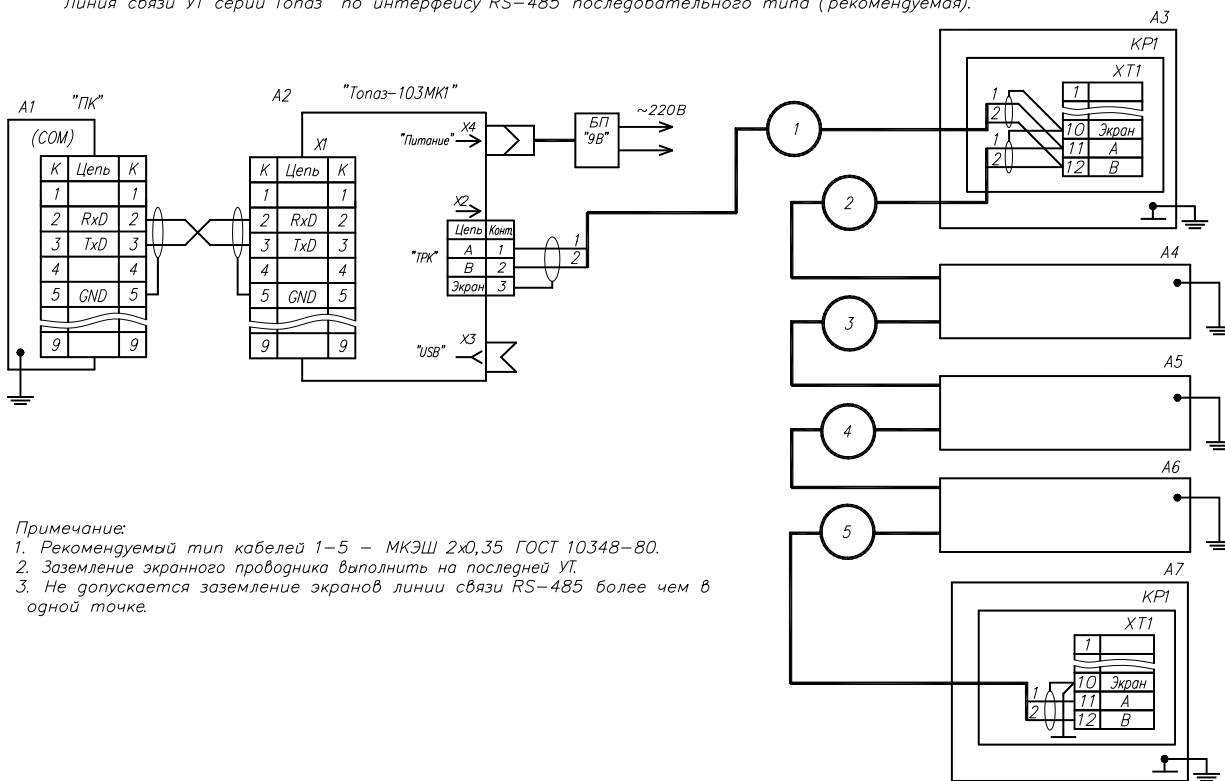 Линия связи УТ серии Топаз по интерфейсу RS-485 последовательного типа (рекомендуемая).
A1
"ПК"
(COM)
К Цепь К
1 1
2 RxD 2
3 TxD 3
4 4
5 GND 5
9 9
A2
"Топаз-103МК1"
X1
К Цепь К
1 1
2 RxD 2
3 TxD 3
4 4
5 GND 5
9 9
"Питание"
X4
БП
"9В"
~220В
X2
"ТРК"
Цепь Конт.
A 1
B 2
Экран 3
1
2
"USB"
X3
1
2
3
4
5
A3
КР1
XT1
1
10 Экран
11 A
12 B
1
2
1
2
A4
A5
A6
A7
КР1
XT1
1
10 Экран
11 A
12 B
1
2
Примечание:
1. Рекомендуемый тип кабелей 1-5 - МКЭШ 2х0,35 ГОСТ 10348-80.
2. Заземление экранного проводника выполнить на последней УТ.
3. Не допускается заземление экранов линии связи RS-485 более чем в
одной точке.